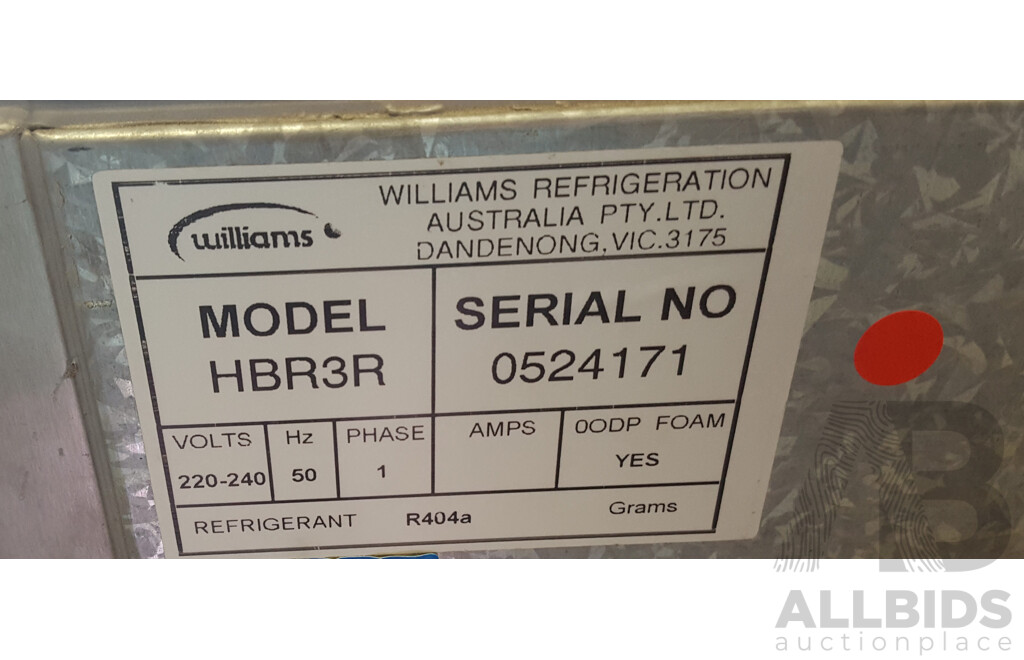 williams
WILLIAMS REFRIGERATION
AUSTRALIA PTY.LTD.
DANDENONG,VIC.3175
MODEL
HBR3R
SERIAL NO
0524171
VOLTS
220-240
Hz
50
PHASE
1
AMPS
0ODP FOAM
YES
REFRIGERANT R404a Grams
AB
ALLBIDS
auctionplace